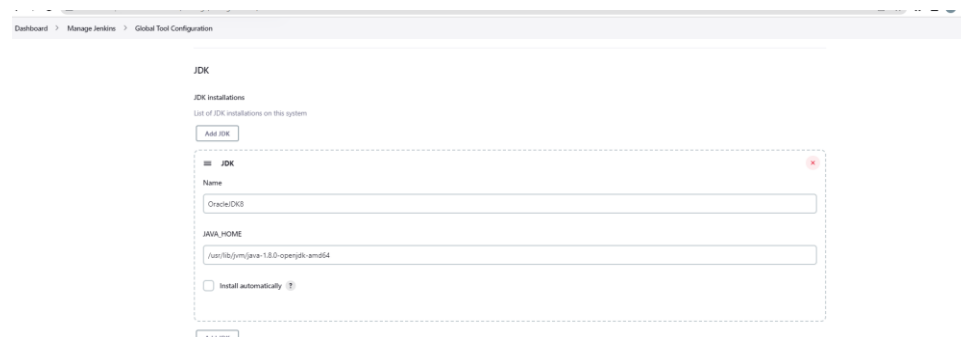 Dashboard > Manage Jenkins > Global Tool Configuration
JDK
JDK installations
List of JDK installations on this system
Add JDK
JDK
Name
OracleJDK8
JAVA_HOME
/usr/lib/jvm/java-1.8.0-openjdk-amd64
Install automatically ?